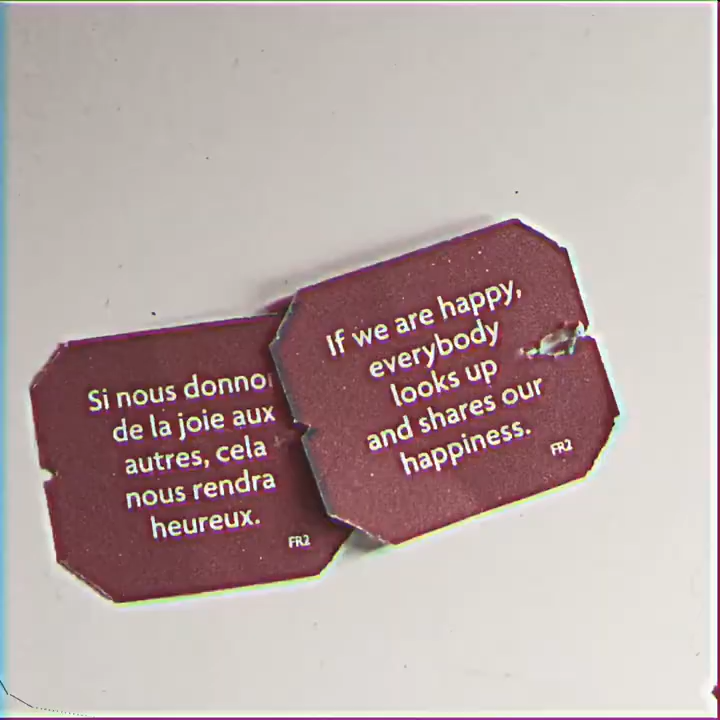 Si nous donno
de la joie aux
autres, cela
nous rendra
heureux.
FR2
If we are happy,
everybody
looks up
and shares our
happiness.
FR2